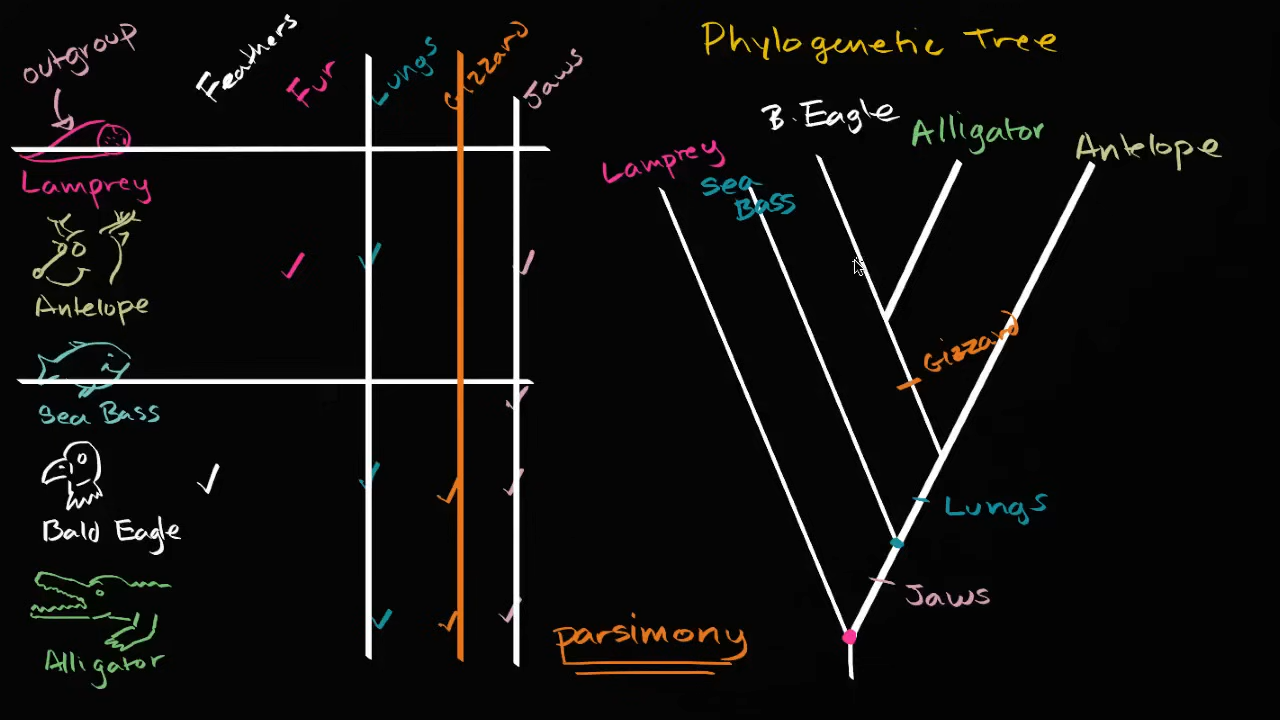 Phylogenetic Tree
outgroup
Feathers
Fur
Lungs
Gizzard
Jaws
Lamprey
Antelope
Sea Bass
Bald Eagle
Alligator
Lamprey
Sea
Bass
B. Eagle
Alligator
Antelope
Gizzard
Lungs
Jaws
parsimony